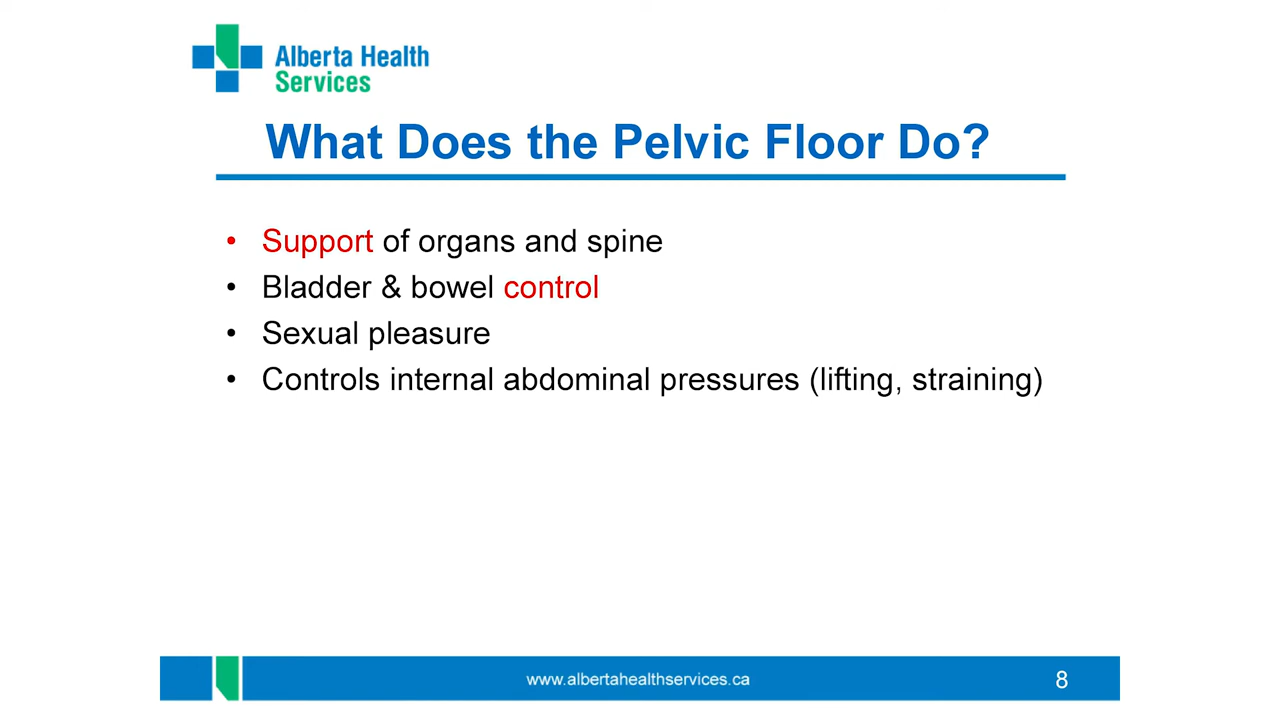 Alberta Health
Services
What Does the Pelvic Floor Do?
• Support of organs and spine
• Bladder & bowel control
• Sexual pleasure
• Controls internal abdominal pressures (lifting, straining)
www.albertahealthservices.ca
8